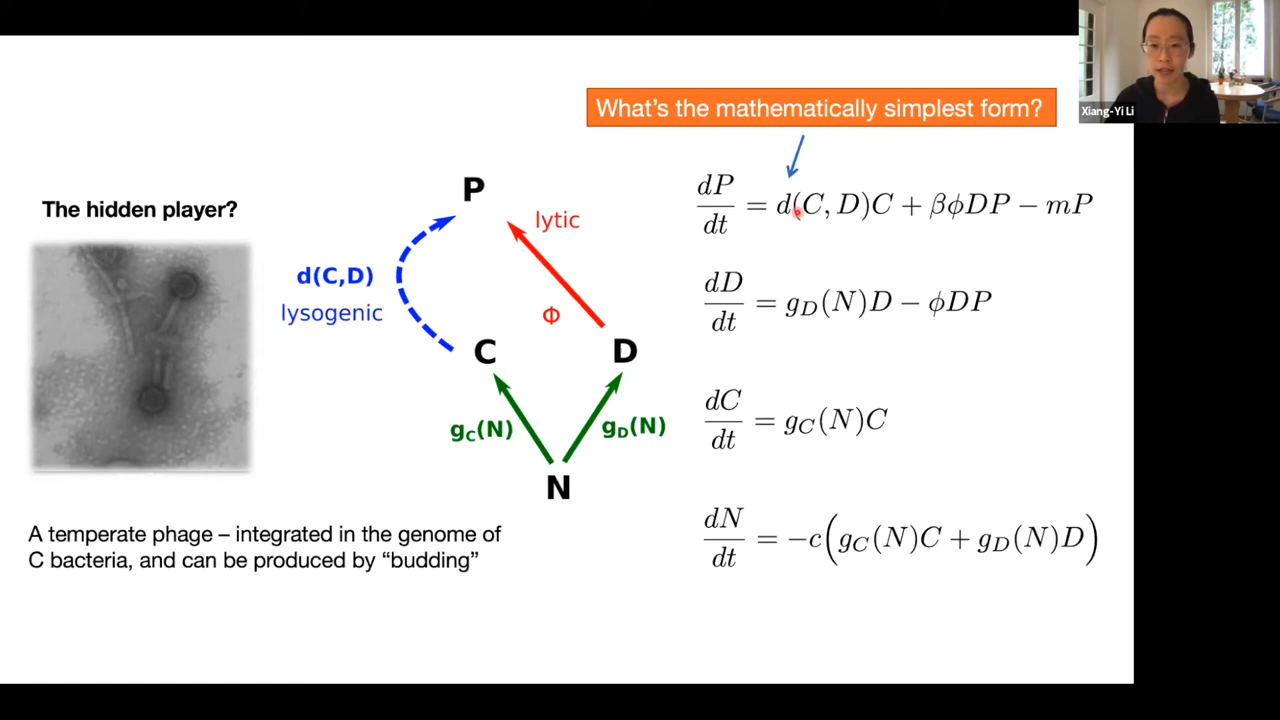 What's the mathematically simplest form?
Xiang-Yi Li
The hidden player?
P
lytic
d(C,D)
lysogenic
Φ
C
D
g_C(N)
g_D(N)
N
A temperate phage – integrated in the genome of
C bacteria, and can be produced by "budding"
dP/dt = d(C, D)C + βϕDP − mP
dD/dt = g_D(N)D − ϕDP
dC/dt = g_C(N)C
dN/dt = −c(g_C(N)C + g_D(N)D)